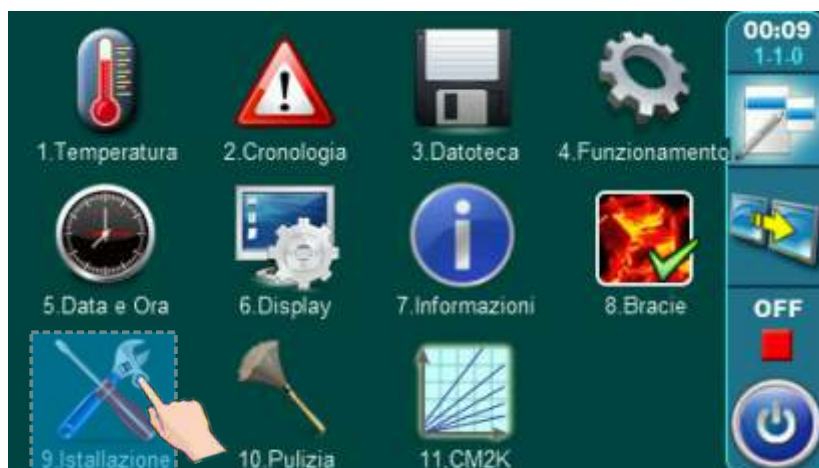 00:09
1-1-0
1.Temperatura
2.Cronologia
3.Datoteca
4.Funzionamento
5.Data e Ora
6.Display
7.Informazioni
8.Bracie
OFF
9.Istallazione
10.Pulizia
11.CM2K